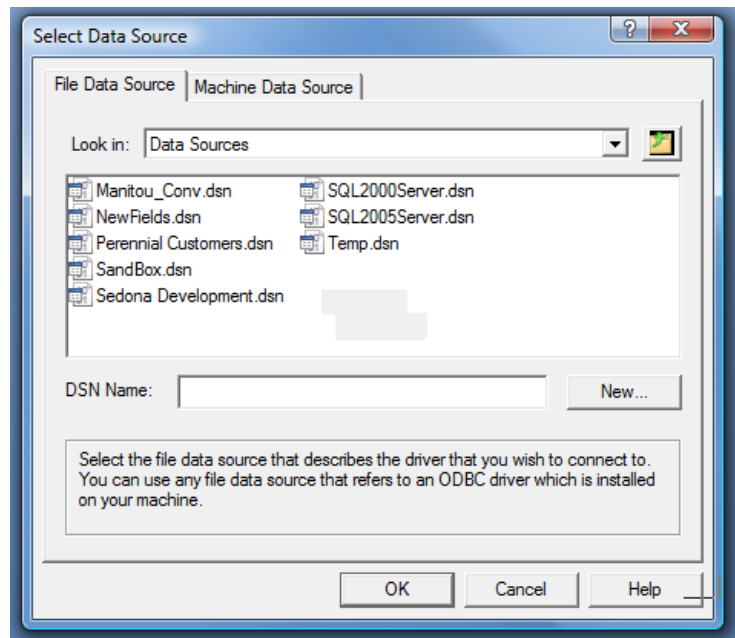 Select Data Source
File Data Source
Machine Data Source
Look in:
Data Sources
Manitou_Conv.dsn
NewFields.dsn
Perennial Customers.dsn
SandBox.dsn
Sedona Development.dsn
SQL2000Server.dsn
SQL2005Server.dsn
Temp.dsn
DSN Name:
New...
Select the file data source that describes the driver that you wish to connect to.
You can use any file data source that refers to an ODBC driver which is installed
on your machine.
OK
Cancel
Help